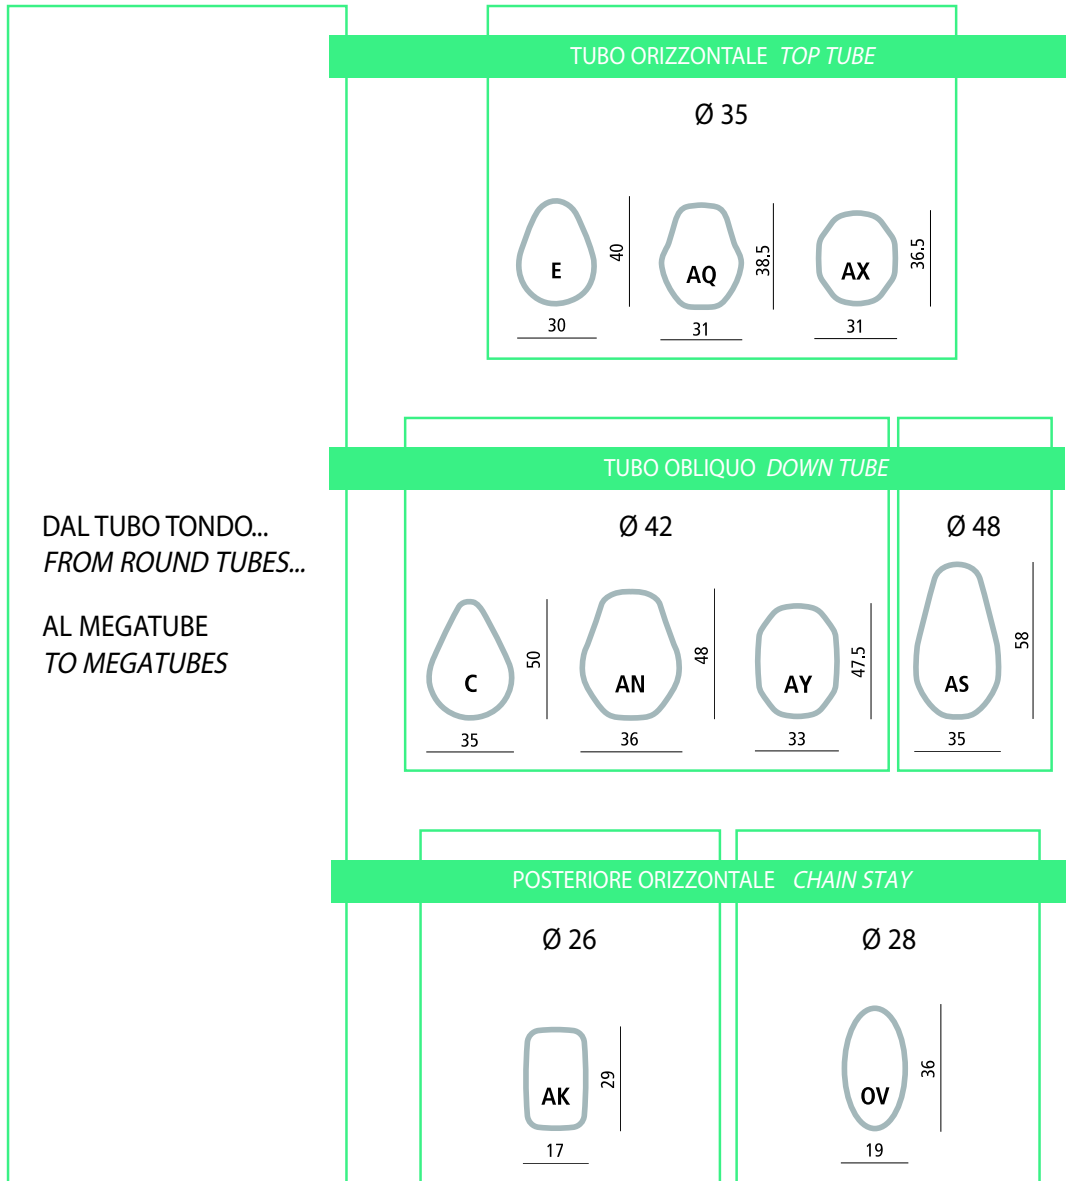 TUBO ORIZZONTALE TOP TUBE
Ø 35
E
40
30
AQ
38.5
31
AX
36.5
31
DAL TUBO TONDO...
FROM ROUND TUBES...
AL MEGATUBE
TO MEGATUBES
TUBO OBLIQUO DOWN TUBE
Ø 42
C
50
35
AN
48
36
AY
47.5
33
Ø 48
AS
58
35
POSTERIORE ORIZZONTALE CHAIN STAY
Ø 26
AK
29
17
Ø 28
OV
36
19